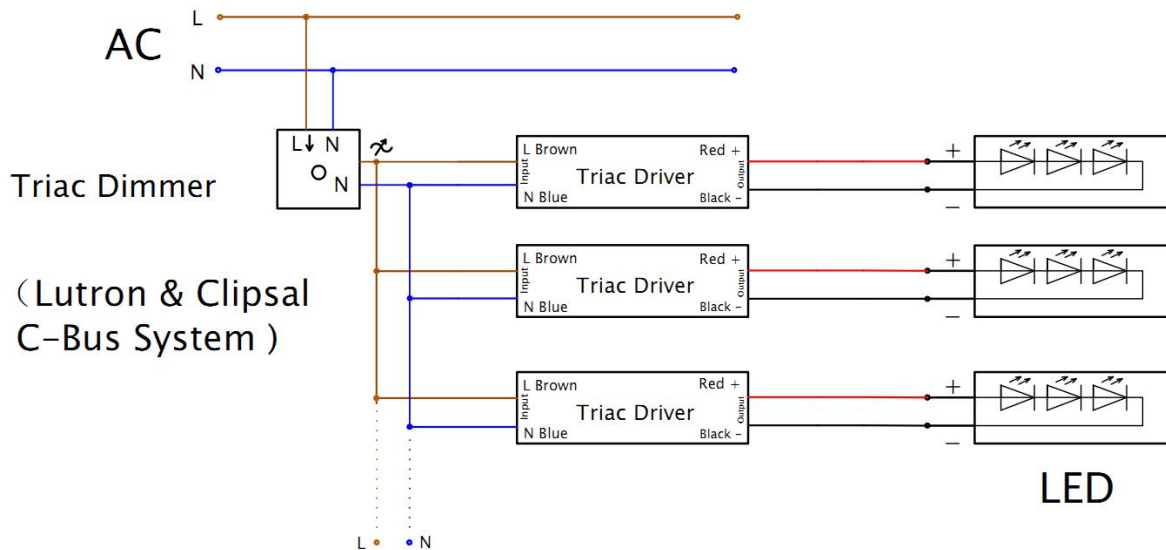 L
AC
N
L N
N
Triac Dimmer
(Lutron & Clipsal
C-Bus System )
L Brown
Input
N Blue
Triac Driver
Red +
Output
Black -
+
−
L Brown
Input
N Blue
Triac Driver
Red +
Output
Black -
+
−
L Brown
Input
N Blue
Triac Driver
Red +
Output
Black -
+
−
LED
L N